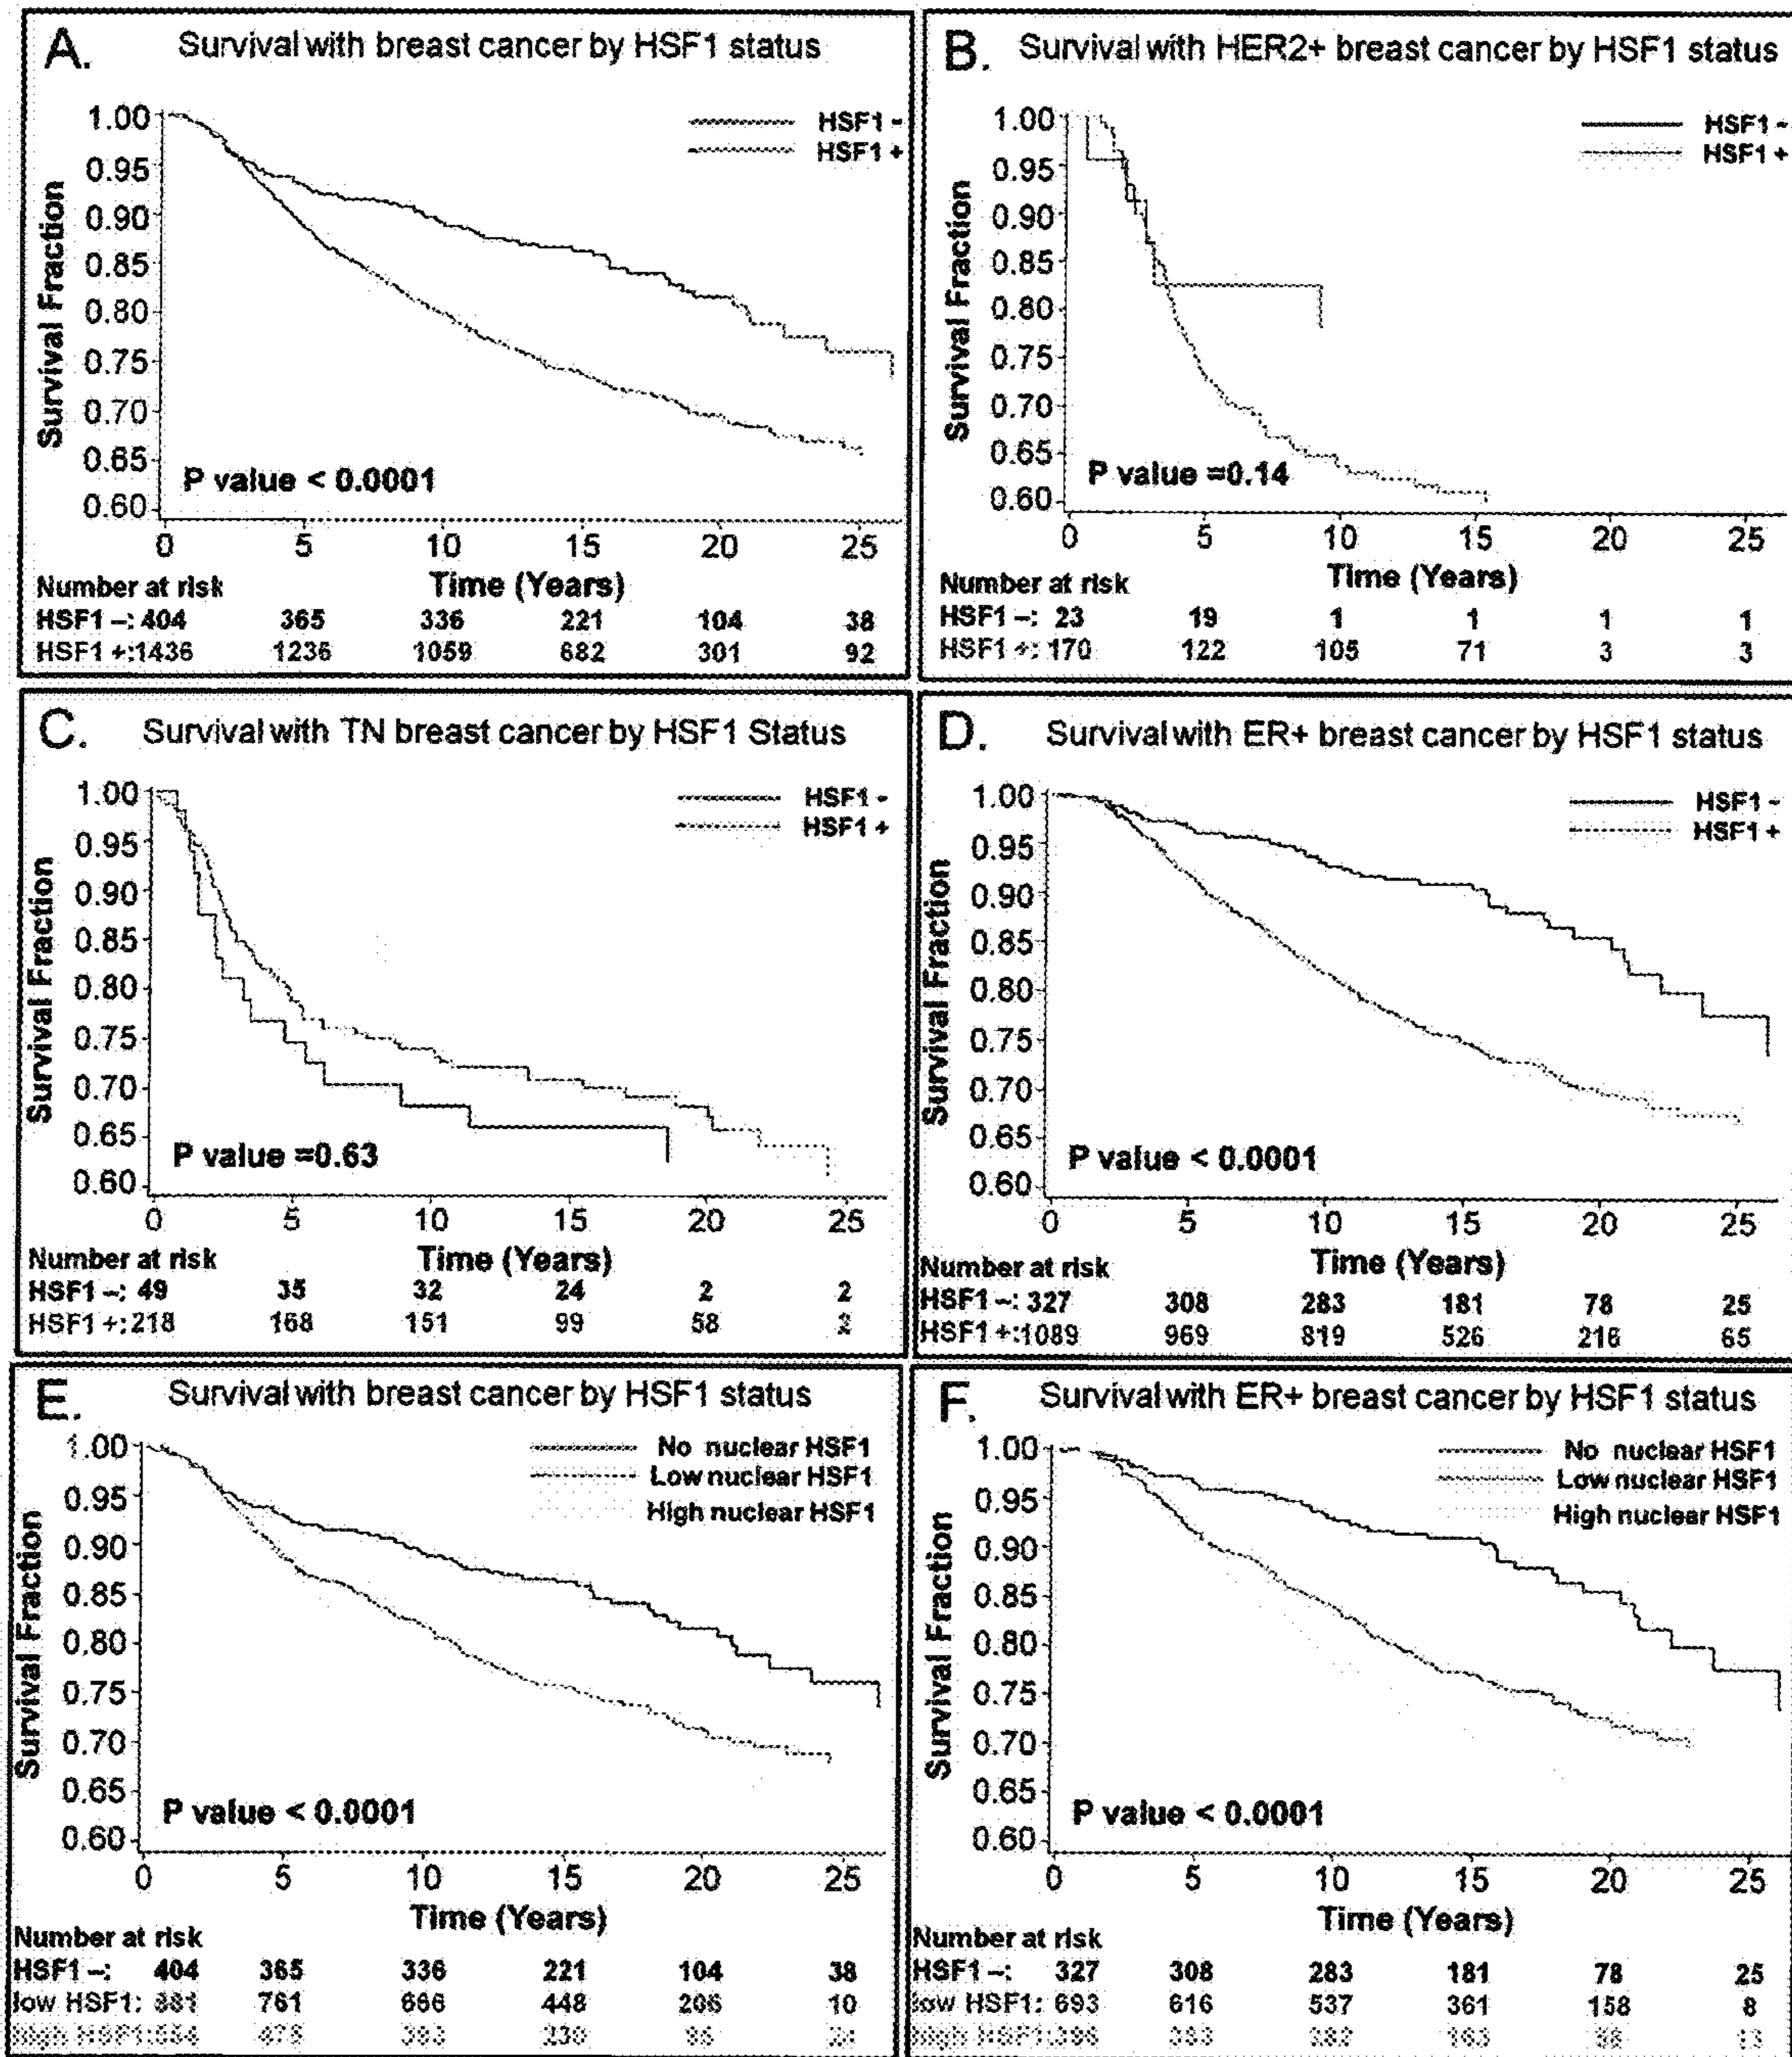 A. Survival with breast cancer by HSF1 status
HSF1 -
HSF1 +
Survival Fraction
1.00
0.95
0.90
0.85
0.80
0.75
0.70
0.65
0.60
P value < 0.0001
0 5 10 15 20 25
Number at risk Time (Years)
HSF1 –: 404 365 336 221 104 38
HSF1 +:1436 1236 1059 682 301 92
B. Survival with HER2+ breast cancer by HSF1 status
HSF1 -
HSF1 +
Survival Fraction
1.00
0.95
0.90
0.85
0.80
0.75
0.70
0.65
0.60
P value =0.14
0 5 10 15 20 25
Number at risk Time (Years)
HSF1 –: 23 19 1 1 1 1
HSF1 +: 170 122 105 71 3 3
C. Survival with TN breast cancer by HSF1 Status
HSF1 -
HSF1 +
Survival Fraction
1.00
0.95
0.90
0.85
0.80
0.75
0.70
0.65
0.60
P value =0.63
0 5 10 15 20 25
Number at risk Time (Years)
HSF1 –: 49 35 32 24 2 2
HSF1 +:218 168 151 99 58 2
D. Survival with ER+ breast cancer by HSF1 status
HSF1 -
HSF1 +
Survival Fraction
1.00
0.95
0.90
0.85
0.80
0.75
0.70
0.65
0.60
P value < 0.0001
0 5 10 15 20 25
Number at risk Time (Years)
HSF1 –: 327 308 283 181 78 25
HSF1 +:1089 969 819 526 216 65
E. Survival with breast cancer by HSF1 status
No nuclear HSF1
Low nuclear HSF1
High nuclear HSF1
Survival Fraction
1.00
0.95
0.90
0.85
0.80
0.75
0.70
0.65
0.60
P value < 0.0001
0 5 10 15 20 25
Time (Years)
Number at risk
HSF1 –: 404 365 336 221 104 38
low HSF1: 881 761 666 448 206 10
high HSF1:
F. Survival with ER+ breast cancer by HSF1 status
No nuclear HSF1
Low nuclear HSF1
High nuclear HSF1
Survival Fraction
1.00
0.95
0.90
0.85
0.80
0.75
0.70
0.65
0.60
P value < 0.0001
0 5 10 15 20 25
Time (Years)
Number at risk
HSF1 –: 327 308 283 181 78 25
low HSF1: 693 616 537 361 158 8
high HSF1: